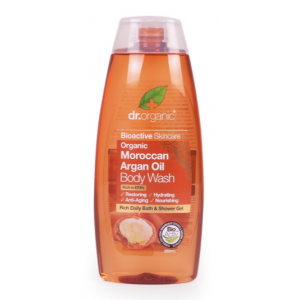 dr.organic
Bioactive Skincare
Organic
Moroccan
Argan Oil
Body Wash
Restoring Hydrating
Anti-Aging Nourishing
Rich Daily Bath & Shower Gel
Bio